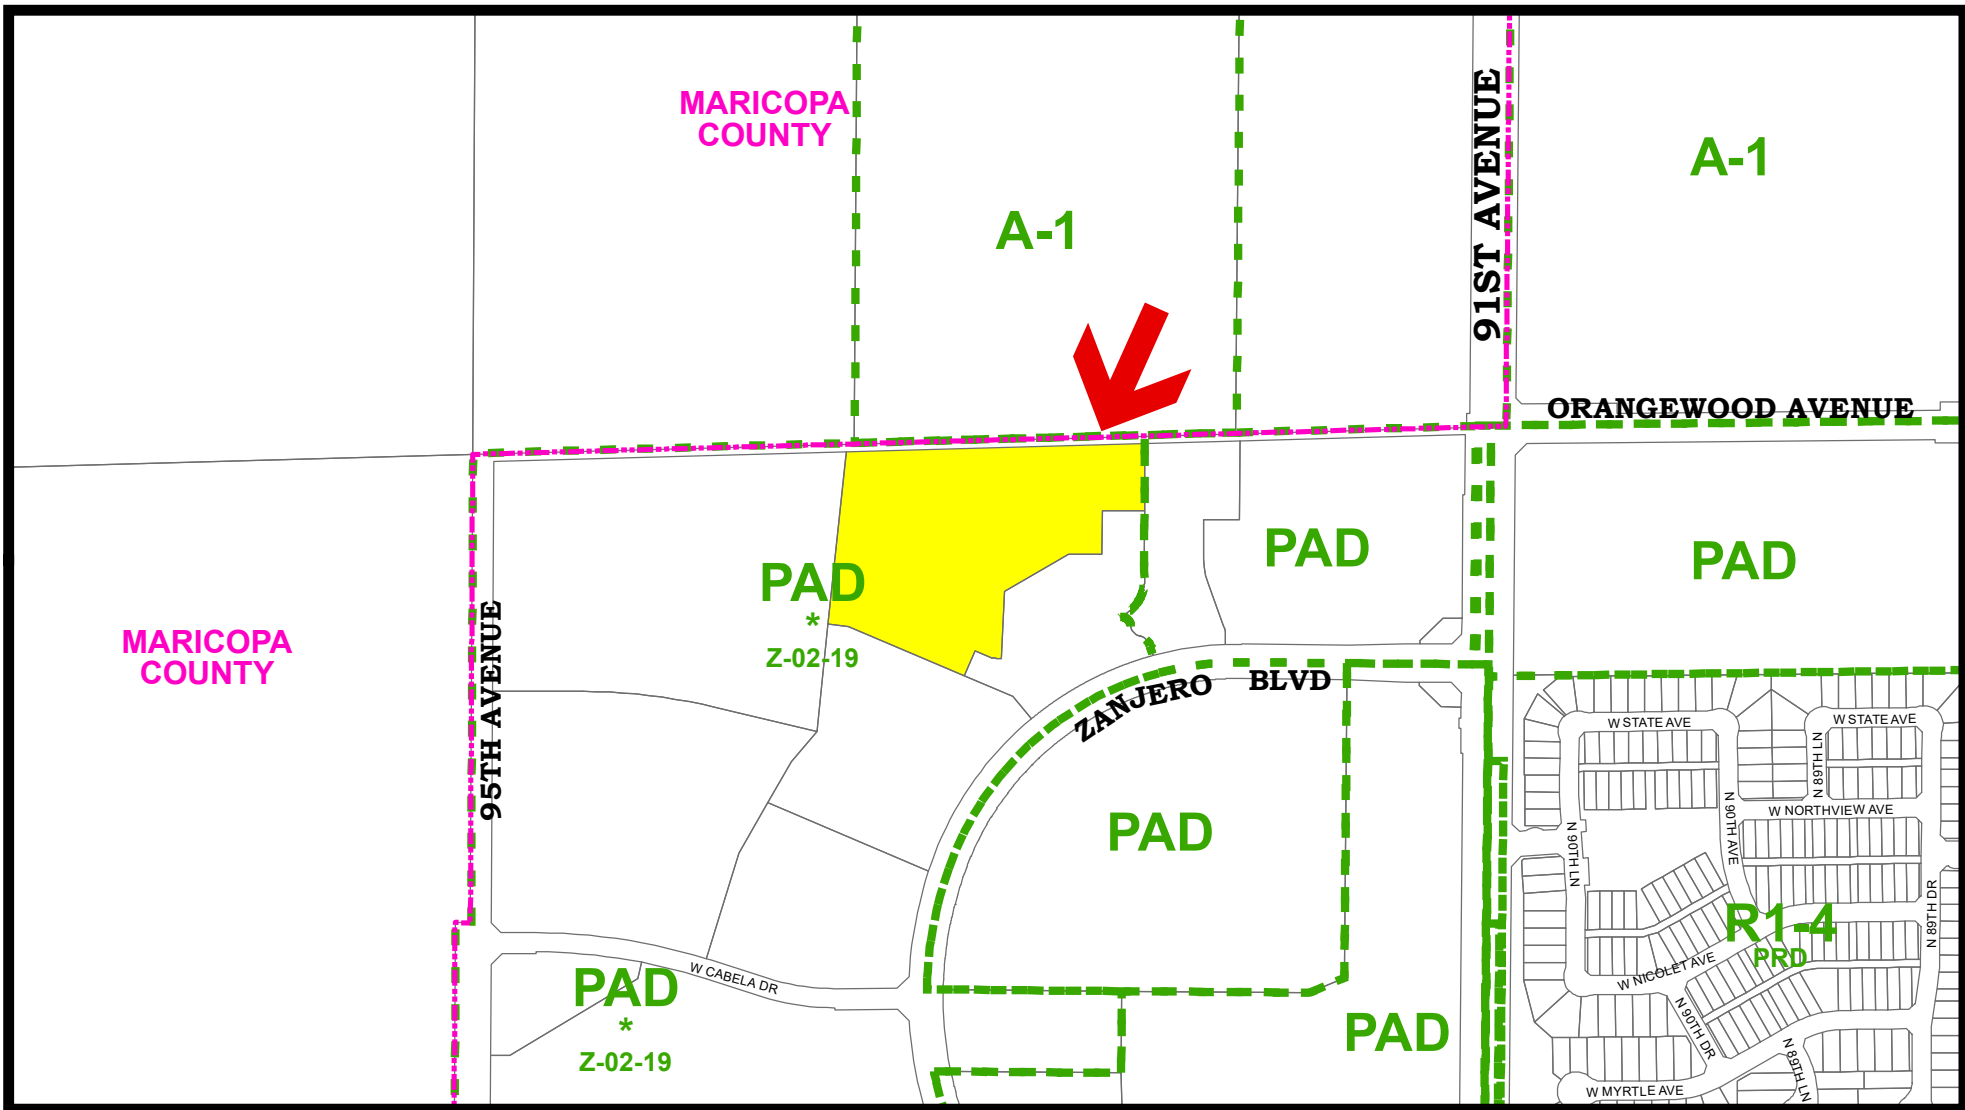 MARICOPA
COUNTY
A-1
91ST AVENUE
A-1
ORANGEWOOD AVENUE
PAD
*
Z-02-19
PAD
PAD
MARICOPA
COUNTY
95TH AVENUE
ZANJERO BLVD
W STATE AVE
W STATE AVE
N 89TH LN
N 90TH AVE
W NORTHVIEW AVE
N 90TH LN
PAD
R1-4
PRD
N 89TH DR
W NICOLET AVE
W CABELA DR
PAD
*
Z-02-19
PAD
N 90TH DR
N 89TH LN
W MYRTLE AVE